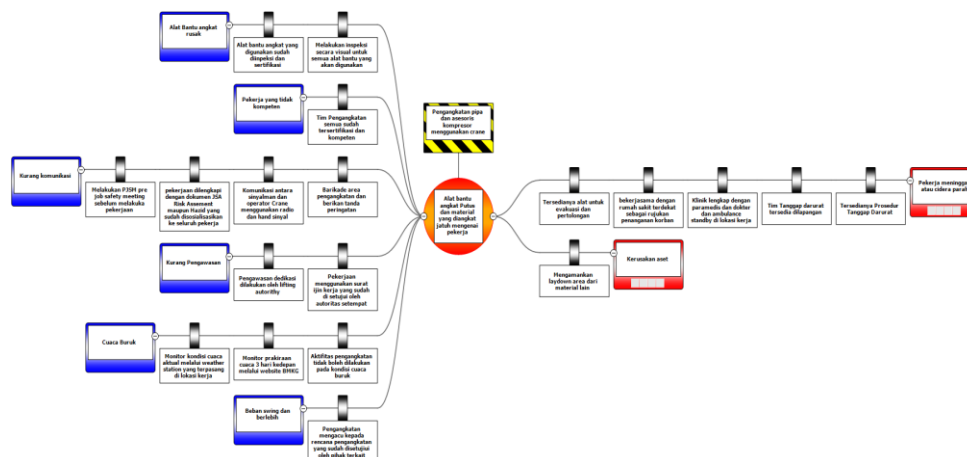 Alat Bantu angkat
rusak
Alat bantu angkat yang
digunakan sudah
diinpeksi dan
sertifikasi
Melakukan inspeksi
secara visual untuk
semua alat bantu yang
akan digunakan
Pekerja yang tidak
kompeten
Tim Pengangkatan
semua sudah
tersertifikasi dan
kompeten
Kurang komunikasi
Melakukan PJSM pre
job safety meeting
sebelum melakuka
pekerjaan
pekerjaan dilengkapi
dengan dokumen JSA
Risk Assement
maupun Hazid yang
sudah disosialisasikan
ke seluruh pekerja
Komunikasi antara
sinyalman dan
operator Crane
menggunakan radio
dan hand sinyal
Barikade area
pengangkatan dan
berikan tanda
peringatan
Kurang Pengawasan
Pengawasan dedikasi
dilakukan oleh lifting
autorithy
Pekerjaan
menggunakan surat
ijin kerja yang sudah
di setujui oleh
autoritas setempat
Cuaca Buruk
Monitor kondisi cuaca
aktual melalui weather
station yang terpasang
di lokasi kerja
Monitor prakiraan
cuaca 3 hari kedepan
melalui website BMKG
Aktifitas pengangkatan
tidak boleh dilakukan
pada kondisi cuaca
buruk
Beban swing dan
berlebih
Pengangkatan
mengacu kepada
rencana pengangkatan
yang sudah disetujui
oleh pihak terkait
Pengangkatan pipa
dan asesoris
kompresor
menggunakan crane
Alat bantu
angkat Putus
dan material
yang diangkat
jatuh mengenai
pekerja
Tersedianya alat untuk
evakuasi dan
pertolongan
bekerjasama dengan
rumah sakit terdekat
sebagai rujukan
penanganan korban
Klinik lengkap dengan
paramedis dan dokter
dan ambulance
standby di lokasi kerja
Tim Tanggap darurat
tersedia dilapangan
Tersedianya Prosedur
Tanggap Darurat
Pekerja meningga
atau cidera paral
Mengamankan
laydown area dari
material lain
Kerusakan aset